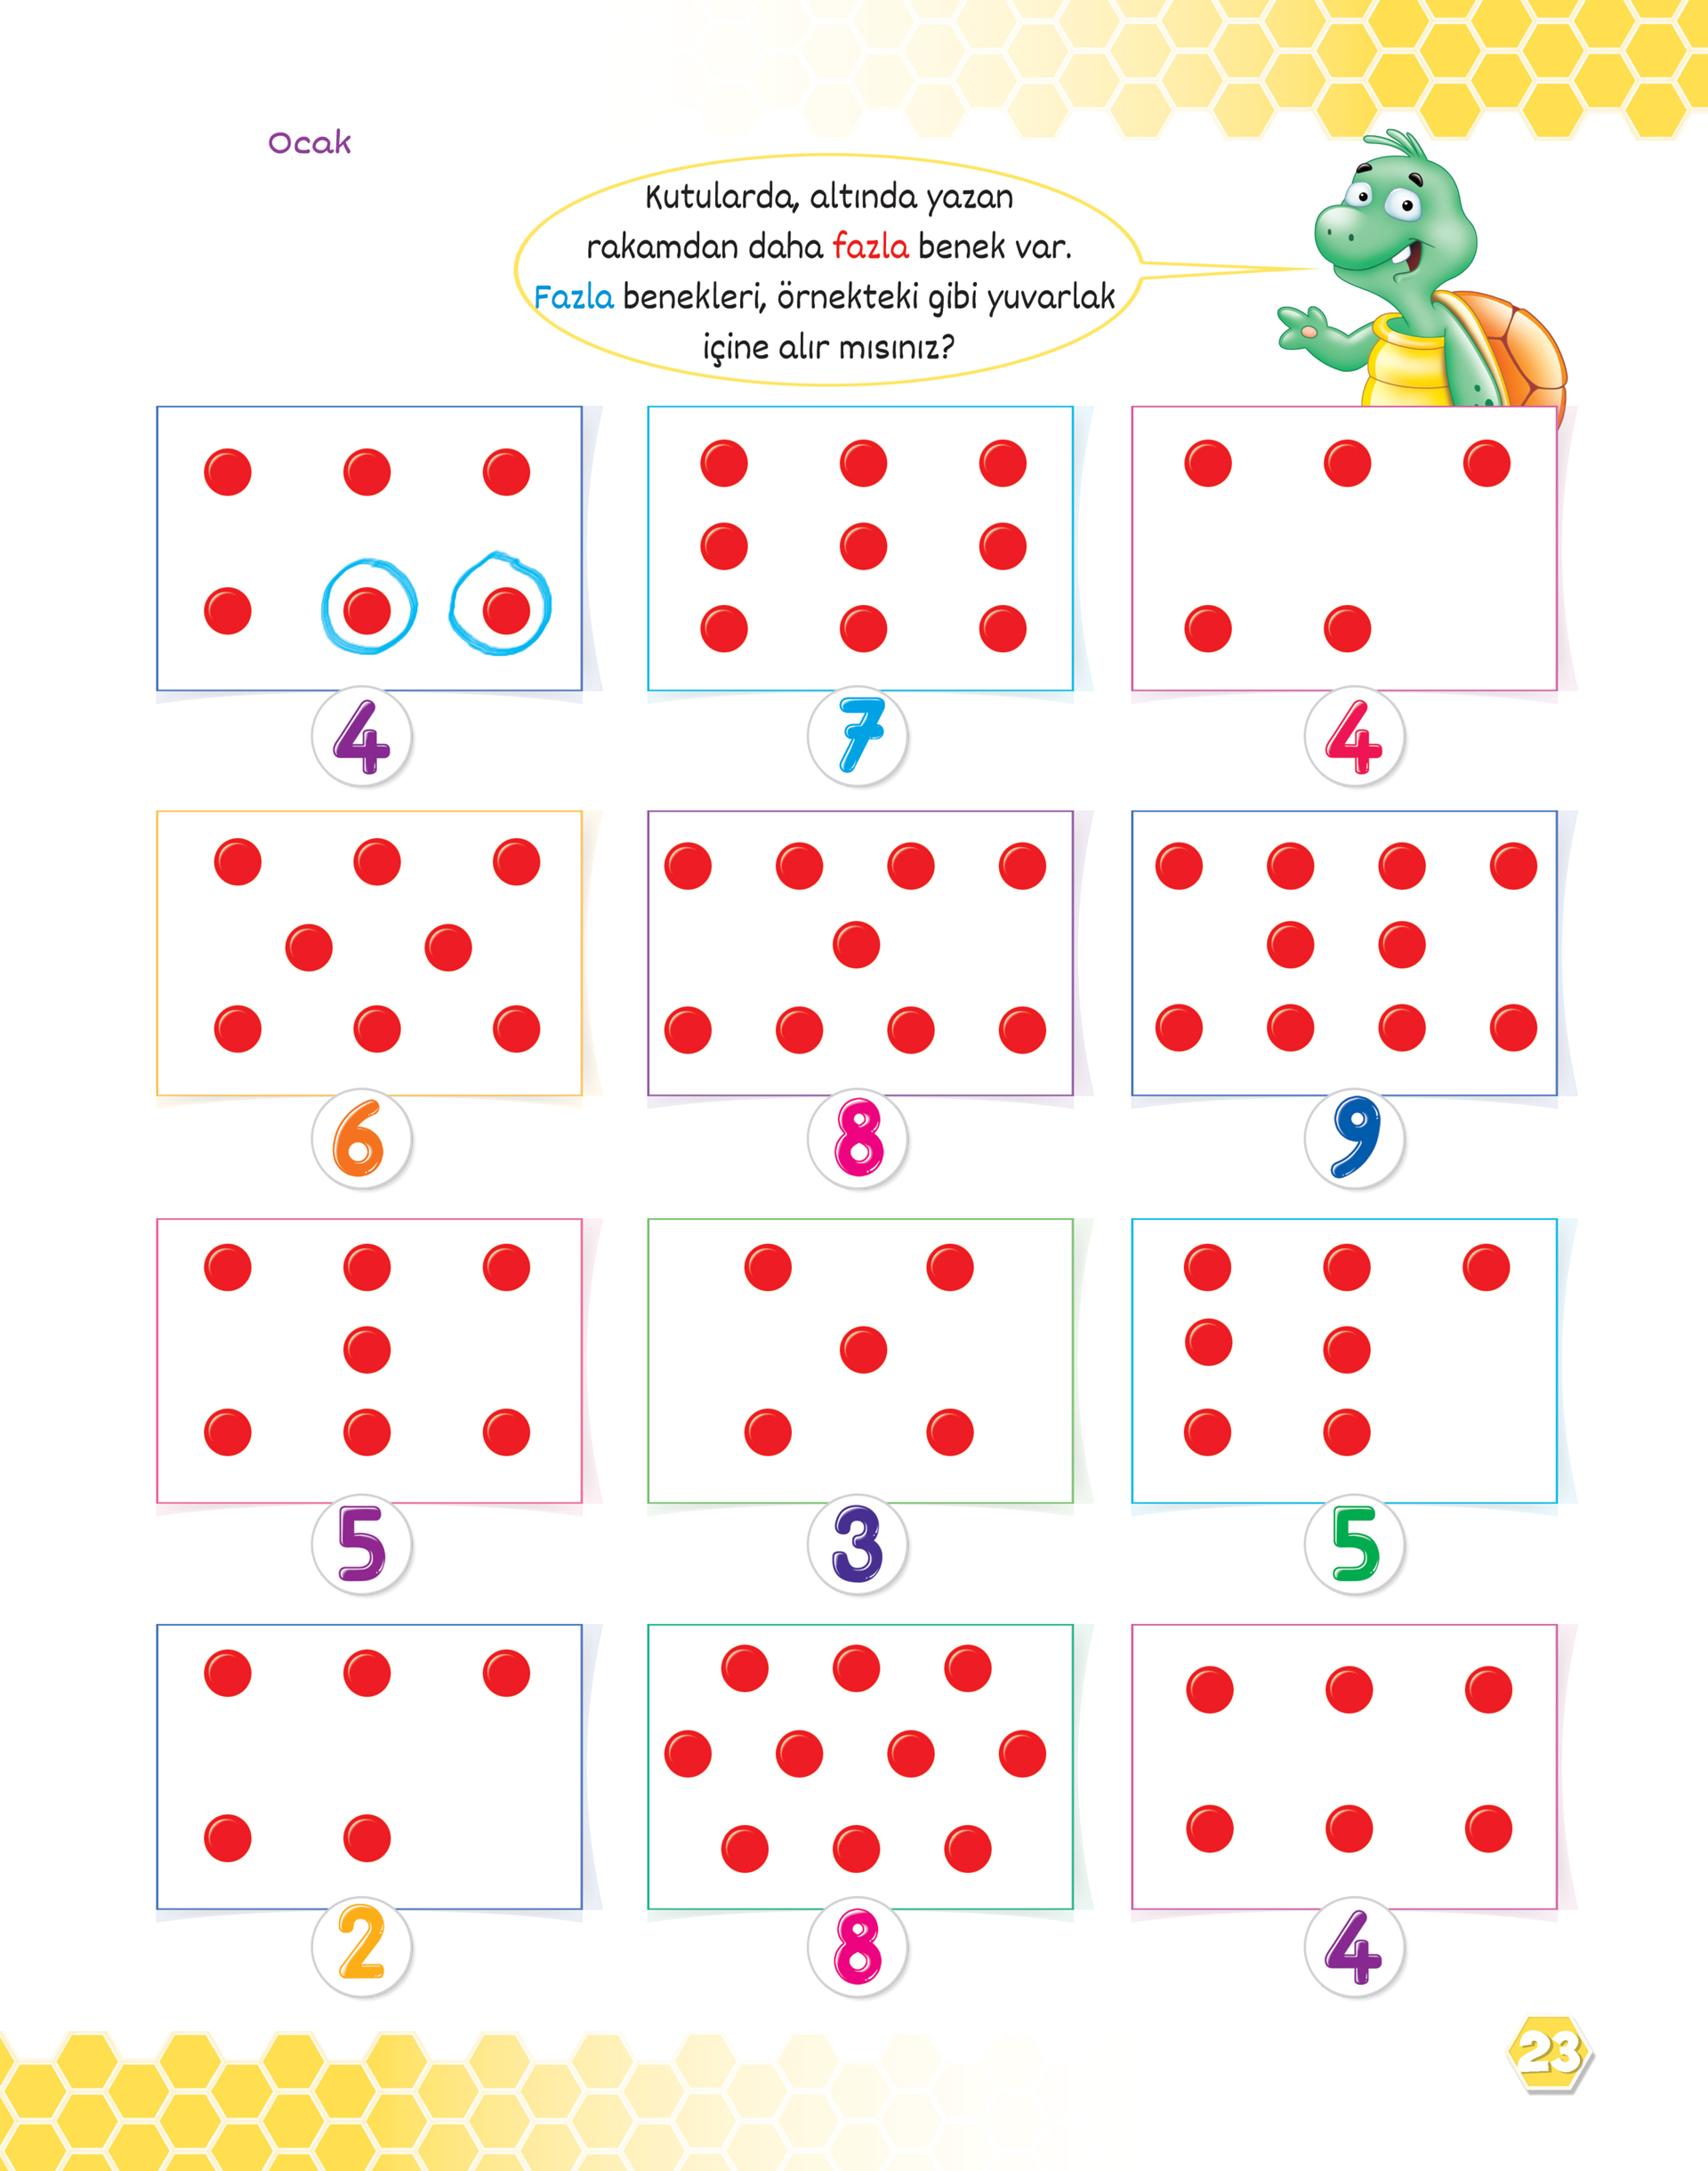 Ocak
Kutularda, altında yazan
rakamdan daha fazla benek var.
Fazla benekleri, örnekteki gibi yuvarlak
içine alır mısınız?
4
7
4
6
8
9
5
3
5
2
8
4
23